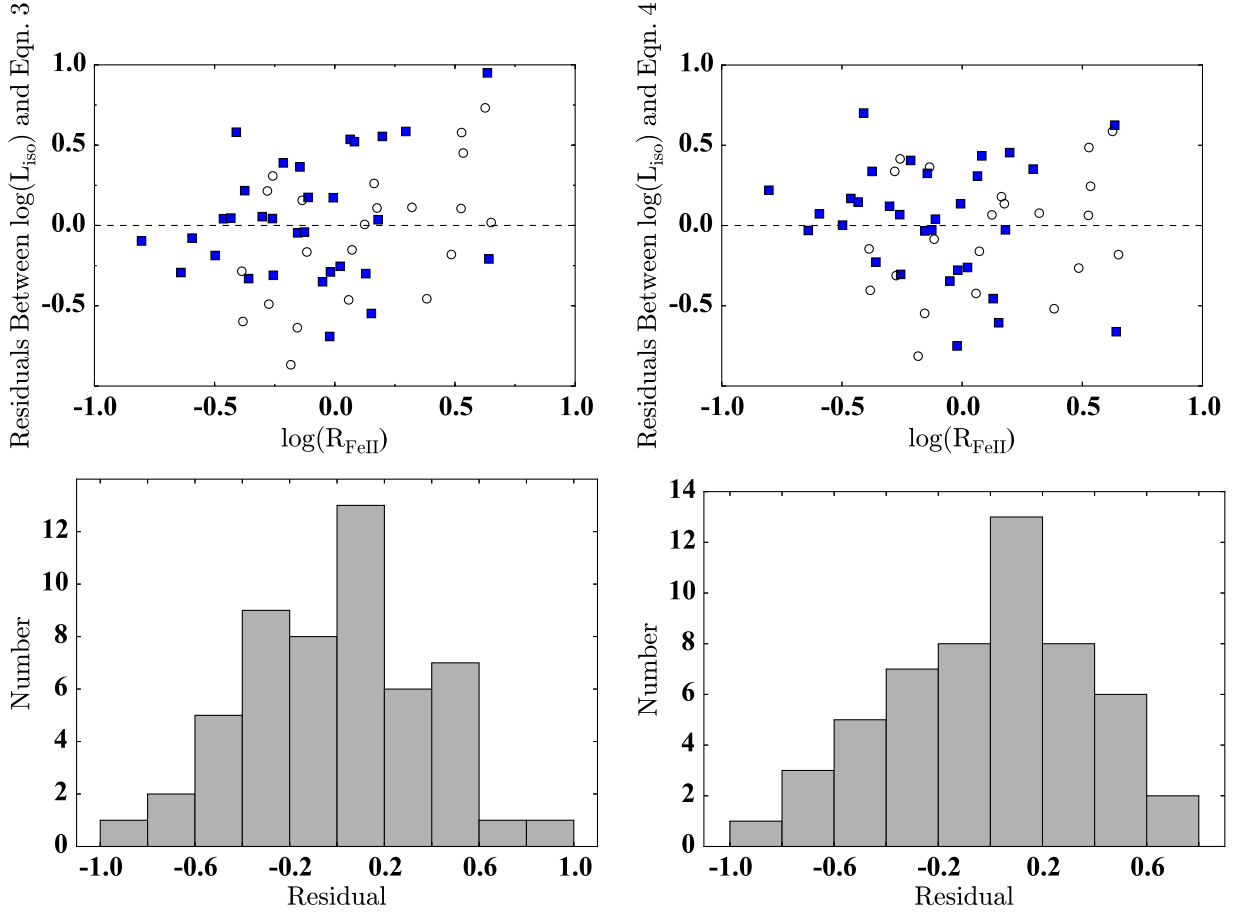 Residuals Between log(L_iso) and Eqn. 3
1.0
0.5
0.0
-0.5
-1.0 -0.5 0.0 0.5 1.0
log(R_FeII)
Residuals Between log(L_iso) and Eqn. 4
1.0
0.5
0.0
-0.5
-1.0 -0.5 0.0 0.5 1.0
log(R_FeII)
Number
12
10
8
6
4
2
0
-1.0 -0.6 -0.2 0.2 0.6 1.0
Residual
Number
14
12
10
8
6
4
2
0
-1.0 -0.6 -0.2 0.2 0.6
Residual